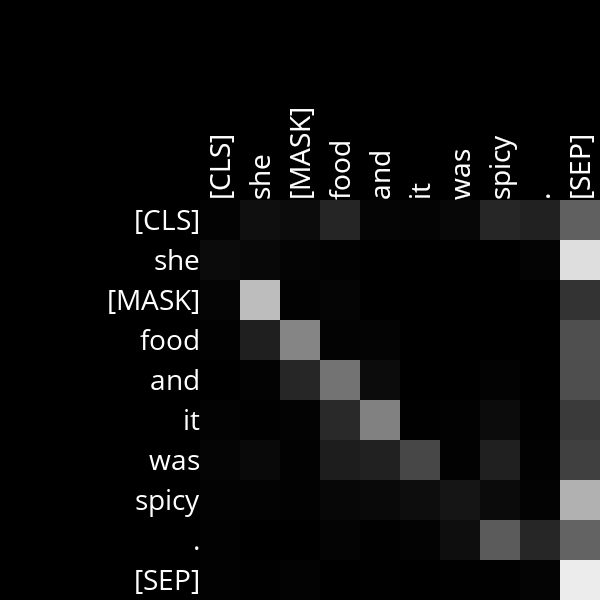 [CLS] she [MASK] food and it was spicy . [SEP]
[CLS]
she
[MASK]
food
and
it
was
spicy
.
[SEP]